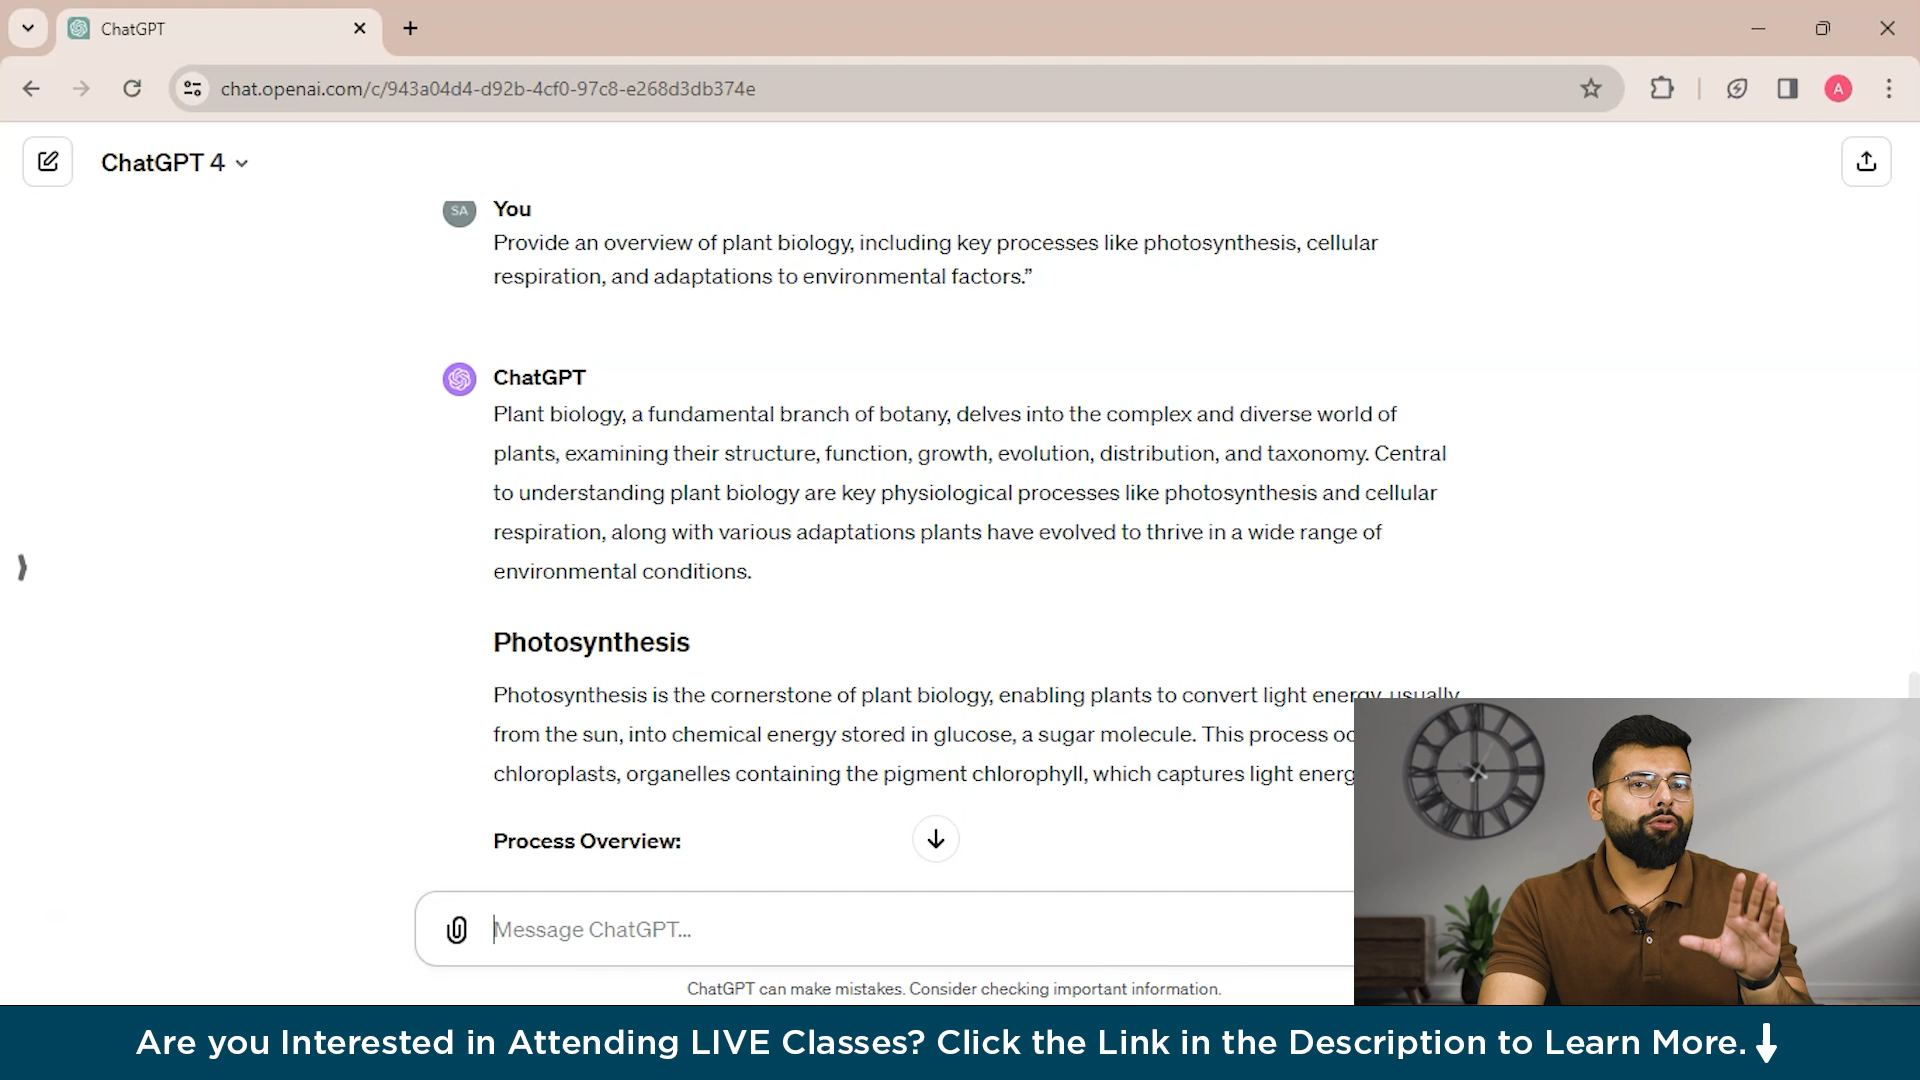 ChatGPT
chat.openai.com/c/943a04d4-d92b-4cf0-97c8-e268d3db374e
A
ChatGPT 4
SA
You
Provide an overview of plant biology, including key processes like photosynthesis, cellular
respiration, and adaptations to environmental factors.”
ChatGPT
Plant biology, a fundamental branch of botany, delves into the complex and diverse world of
plants, examining their structure, function, growth, evolution, distribution, and taxonomy. Central
to understanding plant biology are key physiological processes like photosynthesis and cellular
respiration, along with various adaptations plants have evolved to thrive in a wide range of
environmental conditions.
Photosynthesis
Photosynthesis is the cornerstone of plant biology, enabling plants to convert light energy, usually
from the sun, into chemical energy stored in glucose, a sugar molecule. This process
chloroplasts, organelles containing the pigment chlorophyll, which captures light
Process Overview:
Message ChatGPT...
ChatGPT can make mistakes. Consider checking important information.
Are you Interested in Attending LIVE Classes? Click the Link in the Description to Learn More.